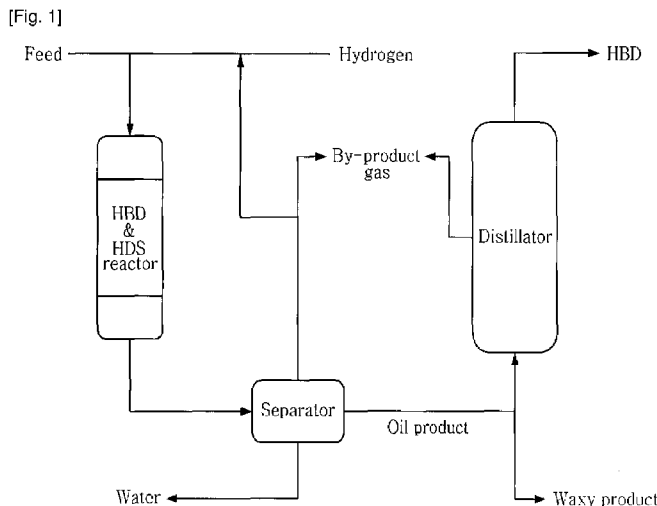 [Fig. 1]
Feed
Hydrogen
HBD
By-product
gas
HBD
&
HDS
reactor
Distillator
Separator
Oil product
Water
Waxy product